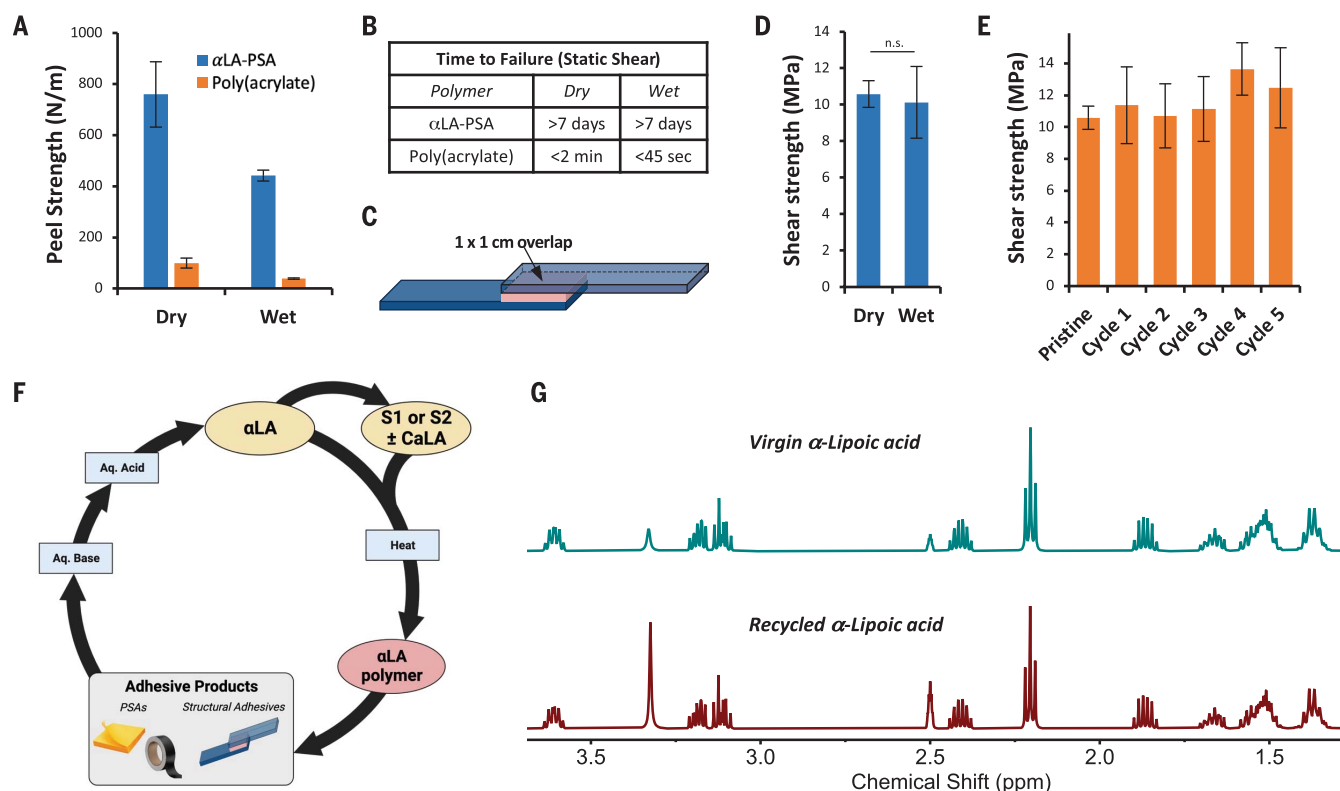 A
Peel Strength (N/m)
1000
800
600
400
200
0
αLA-PSA
Poly(acrylate)
Dry
Wet
B
Time to Failure (Static Shear)
Polymer Dry Wet
αLA-PSA >7 days >7 days
Poly(acrylate) <2 min <45 sec
C
1 x 1 cm overlap
D
Shear strength (MPa)
14
12
10
8
6
4
2
0
n.s.
Dry
Wet
E
Shear strength (MPa)
14
12
10
8
6
4
2
0
Pristine
Cycle 1
Cycle 2
Cycle 3
Cycle 4
Cycle 5
F
αLA
S1 or S2
± CaLA
Aq. Acid
Heat
Aq. Base
αLA
polymer
Adhesive Products
PSAs
Structural Adhesives
G
Virgin α-Lipoic acid
Recycled α-Lipoic acid
3.5
3.0
2.5
2.0
1.5
Chemical Shift (ppm)